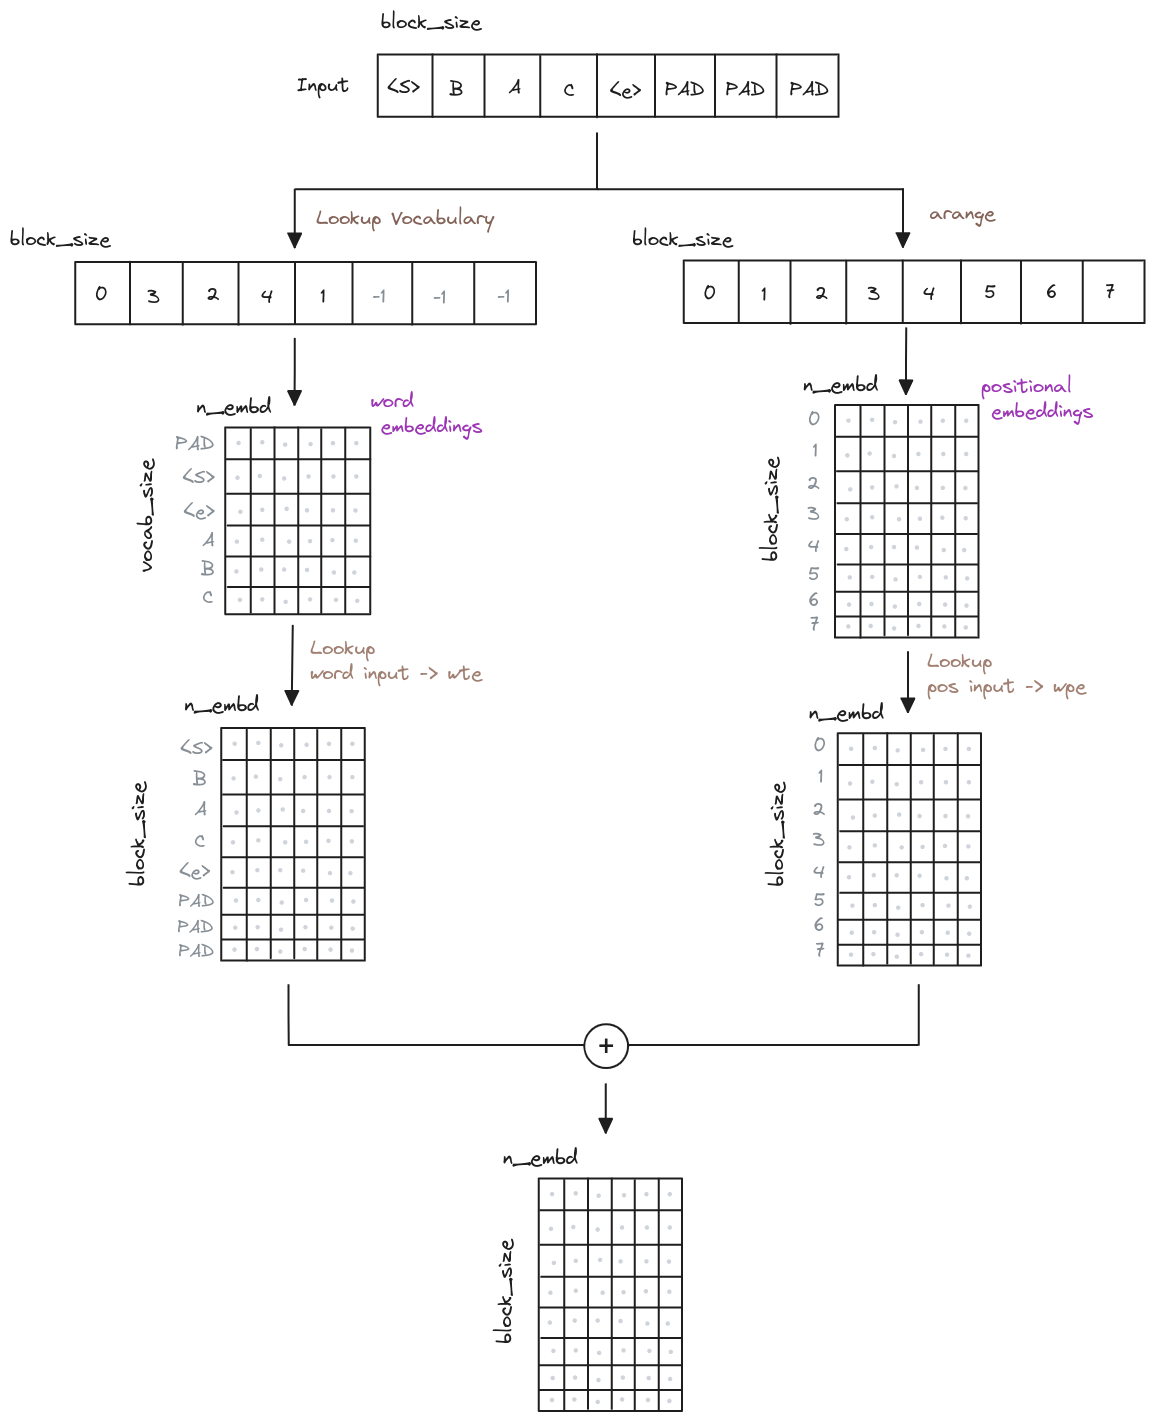 block_size
Input
<s> B A C <e> PAD PAD PAD
Lookup Vocabulary
arange
block_size
block_size
0 3 2 4 1 -1 -1 -1
0 1 2 3 4 5 6 7
n_embd
word
embeddings
vocab_size
PAD
<s>
<e>
A
B
C
n_embd
positional
embeddings
block_size
0
1
2
3
4
5
6
7
Lookup
word input -> wte
Lookup
pos input -> wpe
n_embd
block_size
<s>
B
A
C
<e>
PAD
PAD
PAD
n_embd
block_size
0
1
2
3
4
5
6
7
+
n_embd
block_size